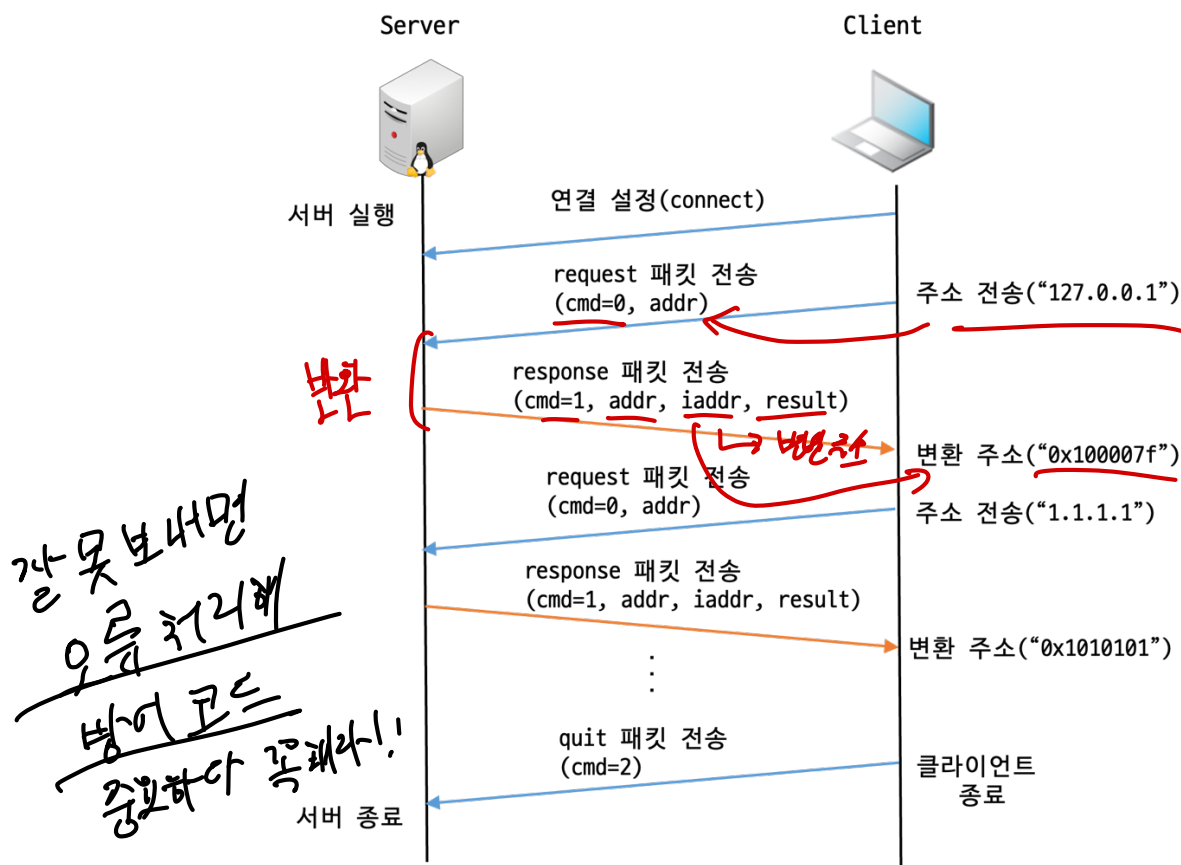 Server
Client
서버 실행
연결 설정(connect)
request 패킷 전송
(cmd=0, addr)
주소 전송(“127.0.0.1”)
반환
response 패킷 전송
(cmd=1, addr, iaddr, result)
변환 주소
변환 주소(“0x100007f”)
request 패킷 전송
(cmd=0, addr)
주소 전송(“1.1.1.1”)
잘못 보내면
오류 처리해
방어 코드
중요하다 꼭해라!!
response 패킷 전송
(cmd=1, addr, iaddr, result)
변환 주소(“0x1010101”)
quit 패킷 전송
(cmd=2)
클라이언트
종료
서버 종료